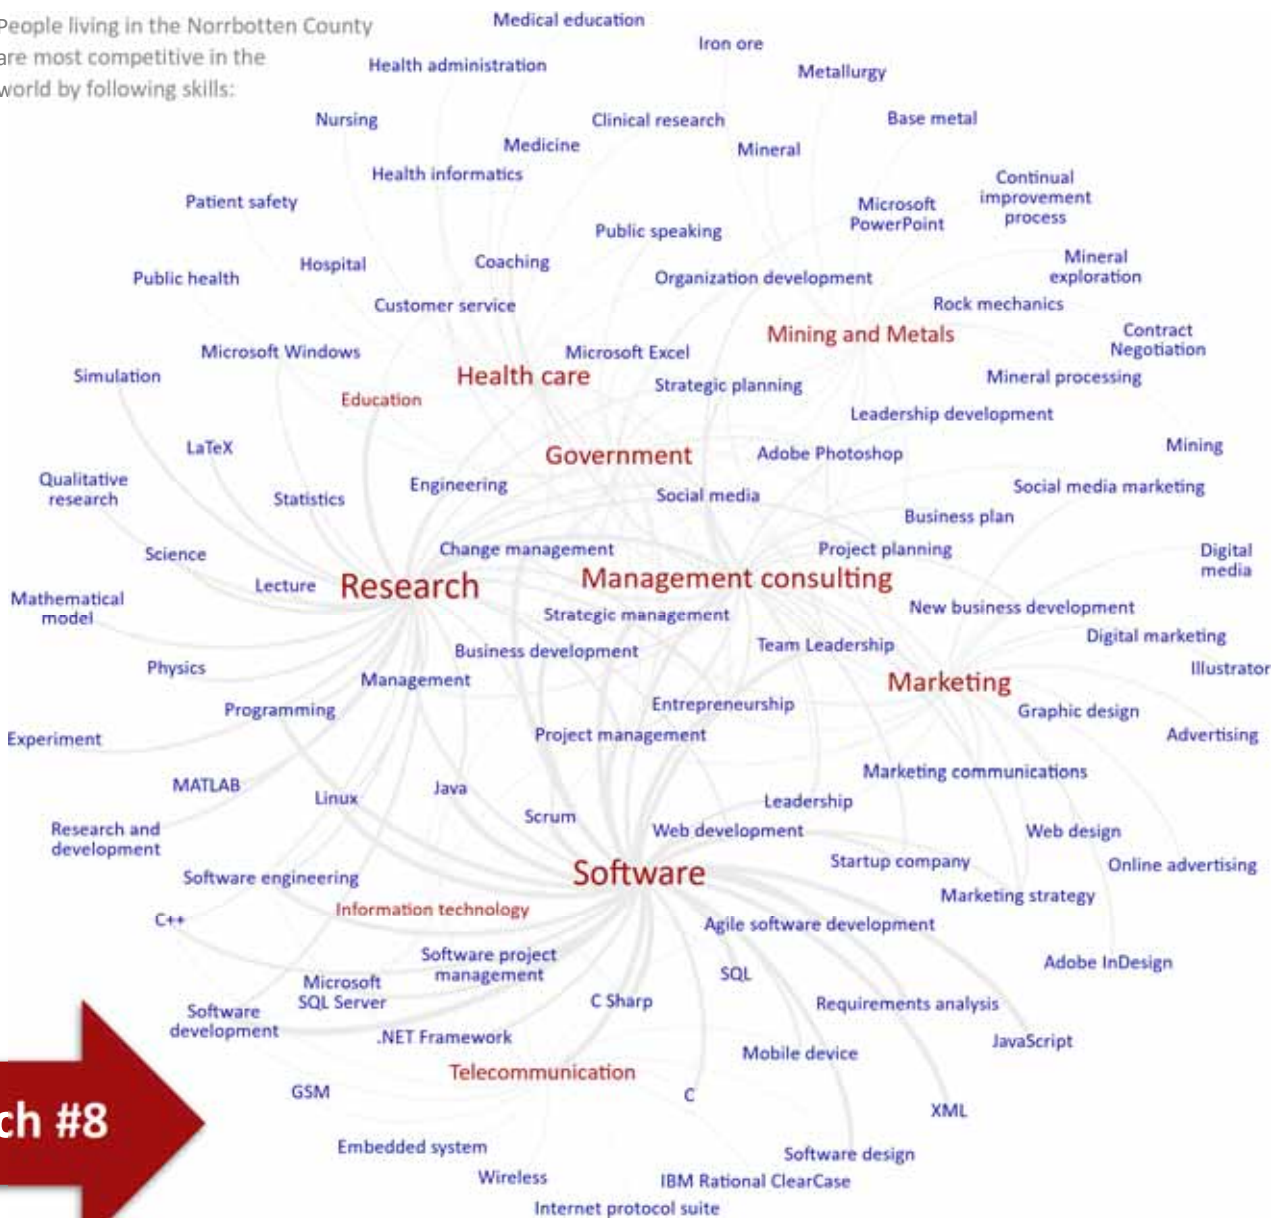 People living in the Norrbotten County
are most competitive in the
world by following skills:
Medical education
Iron ore
Health administration
Metallurgy
Nursing
Clinical research
Base metal
Medicine
Mineral
Health informatics
Continual
improvement
process
Patient safety
Microsoft
PowerPoint
Public speaking
Public health
Hospital
Coaching
Organization development
Mineral
exploration
Customer service
Rock mechanics
Mining and Metals
Contract
Negotiation
Microsoft Windows
Microsoft Excel
Simulation
Health care
Strategic planning
Mineral processing
Education
Leadership development
LaTeX
Government
Adobe Photoshop
Mining
Qualitative
research
Statistics
Engineering
Social media
Social media marketing
Business plan
Science
Change management
Project planning
Digital
media
Lecture
Research
Management consulting
Mathematical
model
Strategic management
New business development
Business development
Team Leadership
Digital marketing
Physics
Management
Marketing
Illustrator
Programming
Entrepreneurship
Graphic design
Experiment
Project management
Advertising
MATLAB
Linux
Java
Marketing communications
Leadership
Research and
development
Scrum
Web development
Web design
Software engineering
Software
Startup company
Online advertising
Marketing strategy
C++
Information technology
Agile software development
Software project
management
SQL
Adobe InDesign
Microsoft
SQL Server
C Sharp
Requirements analysis
Software
development
.NET Framework
JavaScript
Mobile device
Telecommunication
GSM
C
XML
ch #8
Embedded system
Software design
Wireless
IBM Rational ClearCase
Internet protocol suite